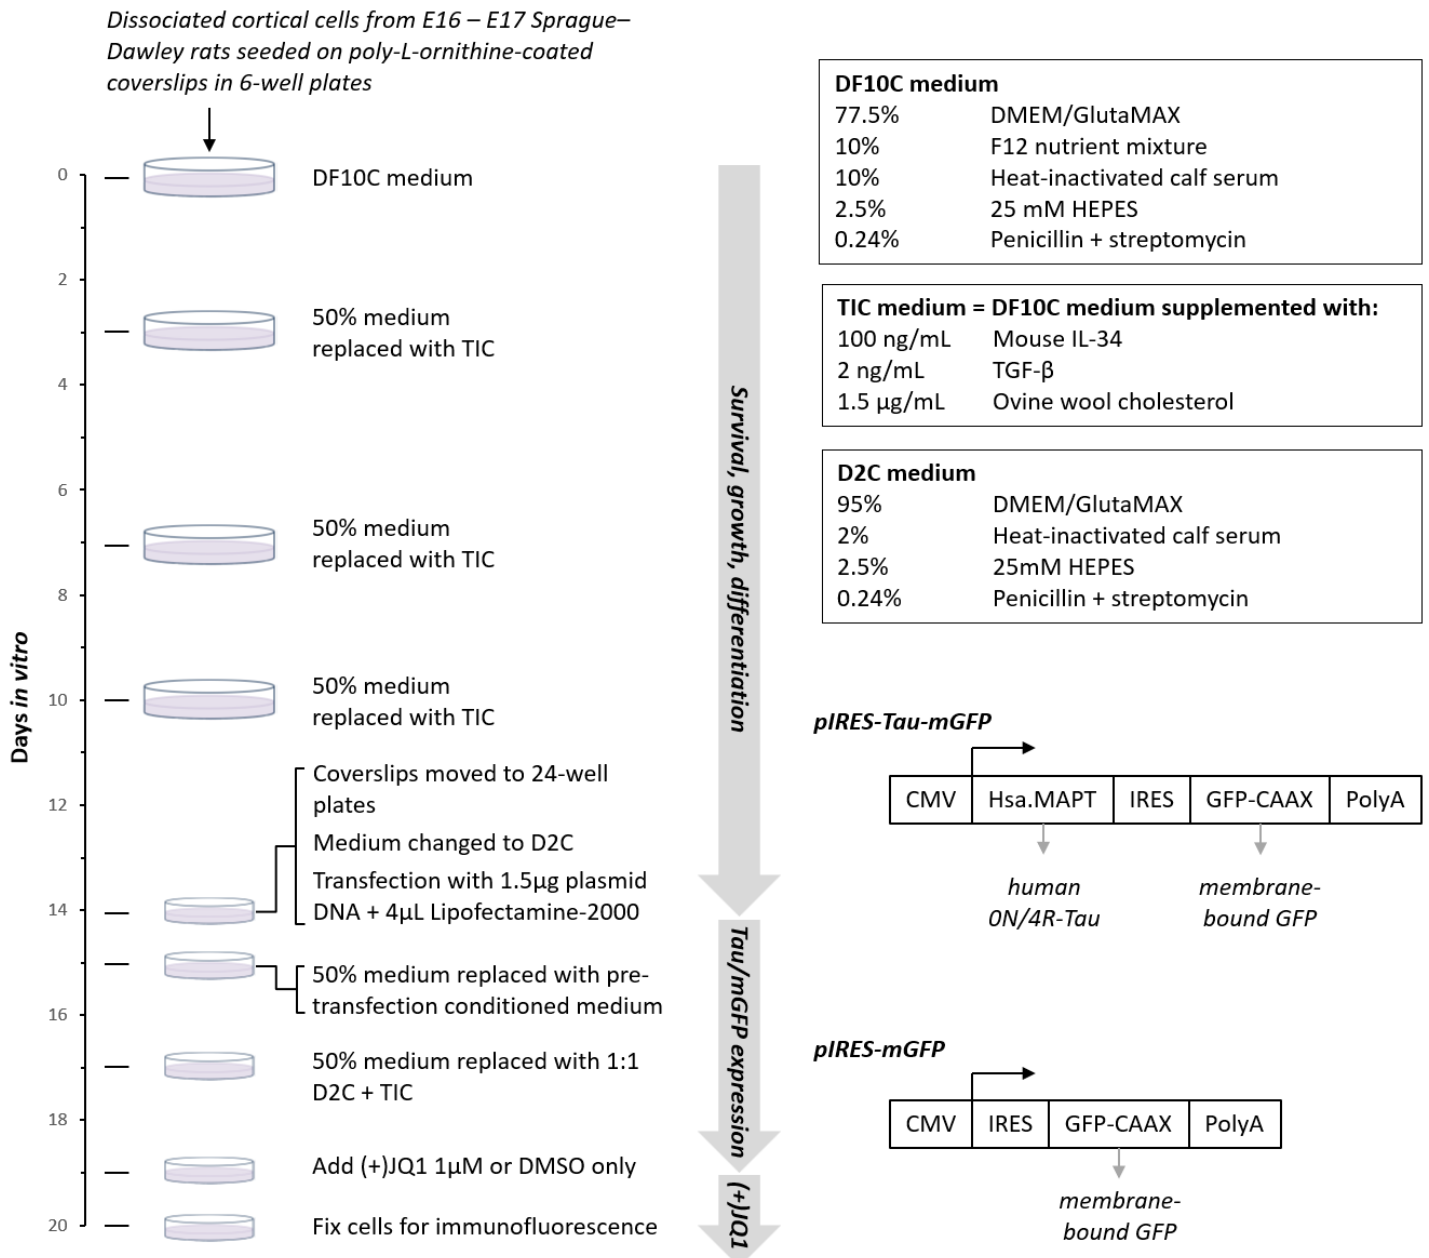 Dissociated cortical cells from E16 – E17 Sprague–
Dawley rats seeded on poly-L-ornithine-coated
coverslips in 6-well plates
Days in vitro
0
2
4
6
8
10
12
14
16
18
20
DF10C medium
50% medium
replaced with TIC
50% medium
replaced with TIC
50% medium
replaced with TIC
Coverslips moved to 24-well
plates
Medium changed to D2C
Transfection with 1.5µg plasmid
DNA + 4µL Lipofectamine-2000
50% medium replaced with pre-
transfection conditioned medium
50% medium replaced with 1:1
D2C + TIC
Add (+)JQ1 1µM or DMSO only
Fix cells for immunofluorescence
Survival, growth, differentiation
Tau/mGFP expression
(+)JQ1
DF10C medium
77.5% DMEM/GlutaMAX
10% F12 nutrient mixture
10% Heat-inactivated calf serum
2.5% 25 mM HEPES
0.24% Penicillin + streptomycin
TIC medium = DF10C medium supplemented with:
100 ng/mL Mouse IL-34
2 ng/mL TGF-β
1.5 µg/mL Ovine wool cholesterol
D2C medium
95% DMEM/GlutaMAX
2% Heat-inactivated calf serum
2.5% 25mM HEPES
0.24% Penicillin + streptomycin
pIRES-Tau-mGFP
CMV Hsa.MAPT IRES GFP-CAAX PolyA
human
0N/4R-Tau
membrane-
bound GFP
pIRES-mGFP
CMV IRES GFP-CAAX PolyA
membrane-
bound GFP